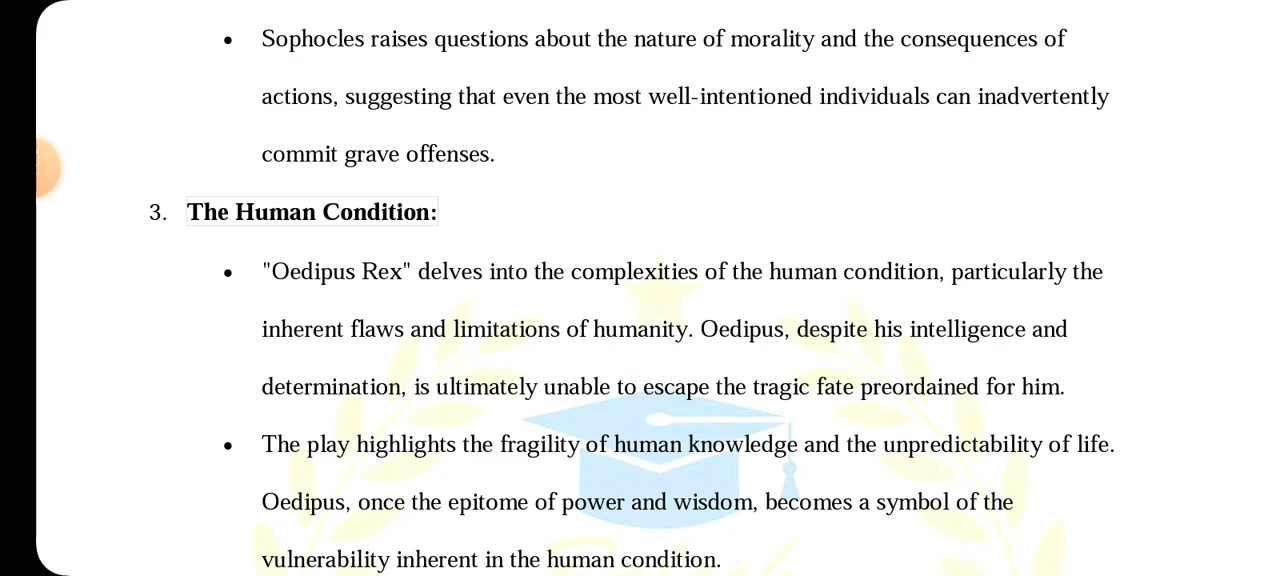 • Sophocles raises questions about the nature of morality and the consequences of
actions, suggesting that even the most well-intentioned individuals can inadvertently
commit grave offenses.
3. The Human Condition:
• "Oedipus Rex" delves into the complexities of the human condition, particularly the
inherent flaws and limitations of humanity. Oedipus, despite his intelligence and
determination, is ultimately unable to escape the tragic fate preordained for him.
• The play highlights the fragility of human knowledge and the unpredictability of life.
Oedipus, once the epitome of power and wisdom, becomes a symbol of the
vulnerability inherent in the human condition.